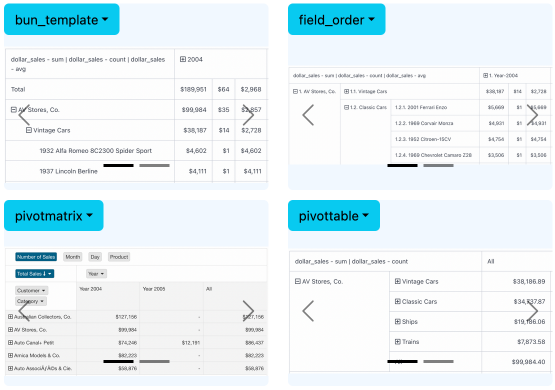 bun_template
dollar_sales - sum | dollar_sales - count | dollar_sales - avg
2004
Total $189,951 $64 $2,968
AV Stores, Co. $99,984 $35 $2,857
Vintage Cars $38,187 $14 $2,728
1932 Alfa Romeo 8C2300 Spider Sport $4,602 $1 $4,602
1937 Lincoln Berline $4,111 $1 $4,111
field_order
dollar_sales - sum | dollar_sales - count | dollar_sales - avg 1. Year-2004
1. AV Stores, Co. 1.1. Vintage Cars $38,187 $14 $2,728
1.2. Classic Cars 1.2.1. 2001 Ferrari Enzo $5,669 $1 $5,669
1.2.2. 1969 Corvair Monza $4,931 $1 $4,931
1.2.3. 1952 Citroen-15CV $4,754 $1 $4,754
1.2.4. 1969 Chevrolet Camaro Z28 $3,506 $1 $3,506
pivotmatrix
Number of Sales Month Day Product
Total Sales Year
Customer
Category
Year 2004 Year 2005 All
Australian Collectors, Co. $127,156 - $127,156
AV Stores, Co. $99,984 - $99,984
Auto Canal+ Petit $74,246 $12,191 $86,437
Amica Models & Co. $82,223 - $82,223
$58,876 - $58,876
pivottable
dollar_sales - sum | dollar_sales - count All
AV Stores, Co. Vintage Cars $38,186.89
Classic Cars $34,737.87
Ships $19,186.06
Trains $7,873.58
$99,984.40